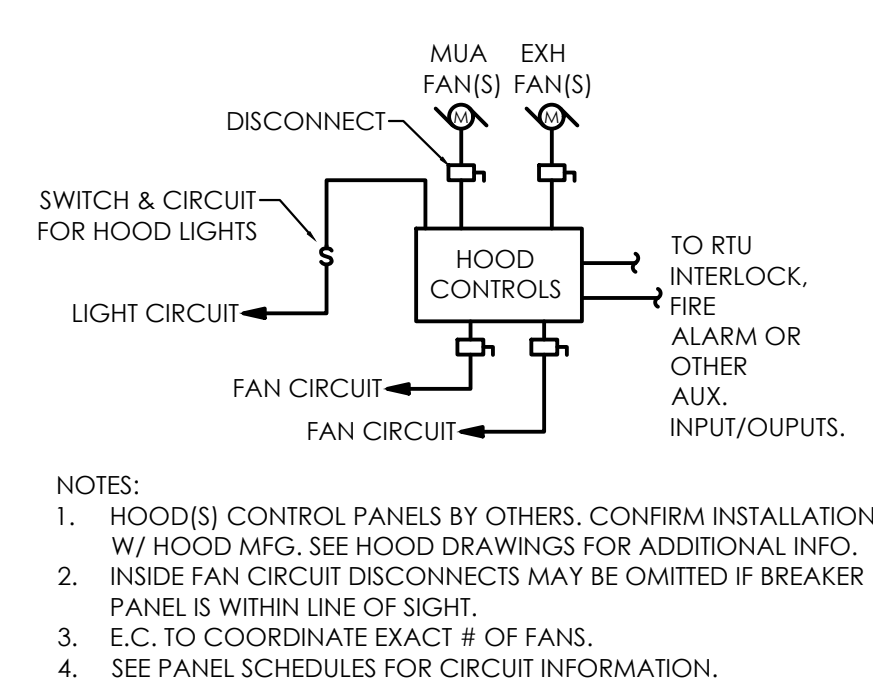 MUA
FAN(S)
EXH
FAN(S)
M
M
DISCONNECT
SWITCH & CIRCUIT
FOR HOOD LIGHTS
S
LIGHT CIRCUIT
HOOD
CONTROLS
TO RTU
INTERLOCK,
FIRE
ALARM OR
OTHER
AUX.
INPUT/OUPUTS.
FAN CIRCUIT
FAN CIRCUIT
NOTES:
1. HOOD(S) CONTROL PANELS BY OTHERS. CONFIRM INSTALLATION
W/ HOOD MFG. SEE HOOD DRAWINGS FOR ADDITIONAL INFO.
2. INSIDE FAN CIRCUIT DISCONNECTS MAY BE OMITTED IF BREAKER
PANEL IS WITHIN LINE OF SIGHT.
3. E.C. TO COORDINATE EXACT # OF FANS.
4. SEE PANEL SCHEDULES FOR CIRCUIT INFORMATION.